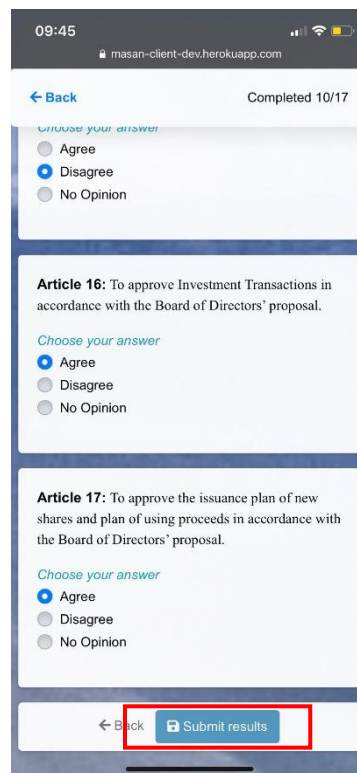 09:45
masan-client-dev.herokuapp.com
← Back Completed 10/17
Choose your answer
Agree
Disagree
No Opinion
Article 16: To approve Investment Transactions in
accordance with the Board of Directors' proposal.
Choose your answer
Agree
Disagree
No Opinion
Article 17: To approve the issuance plan of new
shares and plan of using proceeds in accordance with
the Board of Directors' proposal.
Choose your answer
Agree
Disagree
No Opinion
← Back Submit results